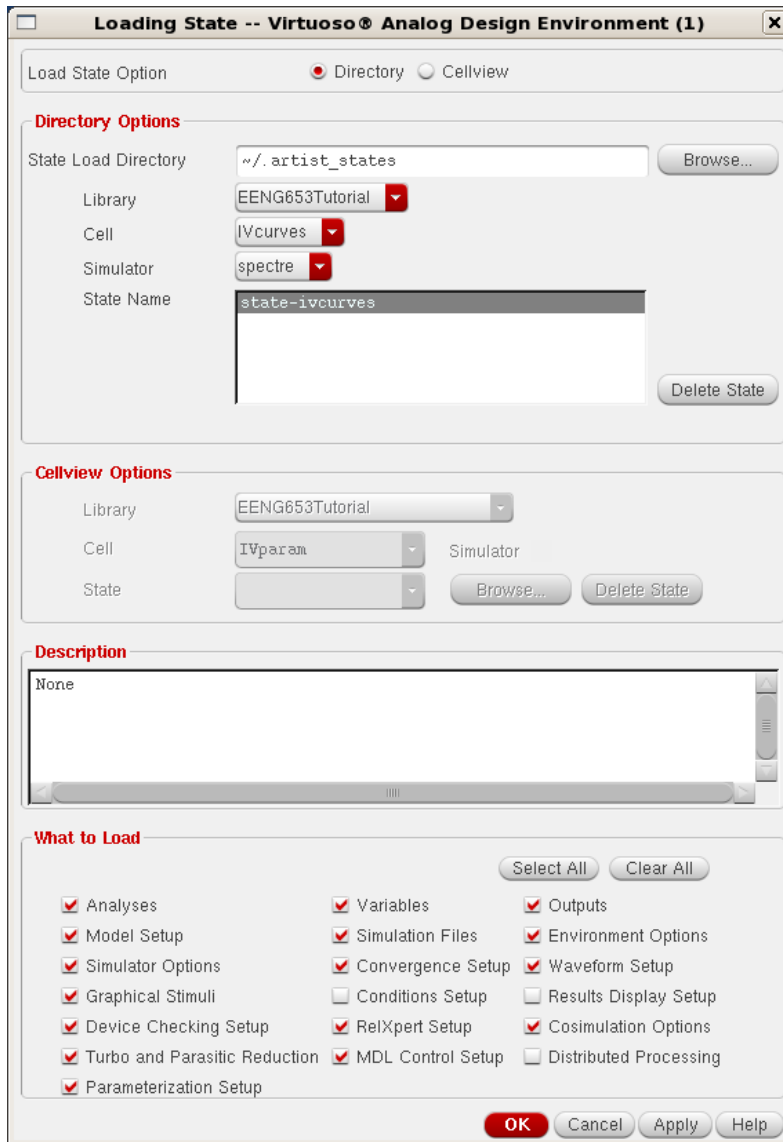 Loading State -- Virtuoso® Analog Design Environment (1)
Load State Option Directory Cellview
Directory Options
State Load Directory ~/.artist_states Browse...
Library EENG653Tutorial
Cell IVcurves
Simulator spectre
State Name state-ivcurves
Delete State
Cellview Options
Library EENG653Tutorial
Cell IVparam Simulator
State Browse... Delete State
Description
None
What to Load
Select All Clear All
Analyses Variables Outputs
Model Setup Simulation Files Environment Options
Simulator Options Convergence Setup Waveform Setup
Graphical Stimuli Conditions Setup Results Display Setup
Device Checking Setup RelXpert Setup Cosimulation Options
Turbo and Parasitic Reduction MDL Control Setup Distributed Processing
Parameterization Setup
OK Cancel Apply Help